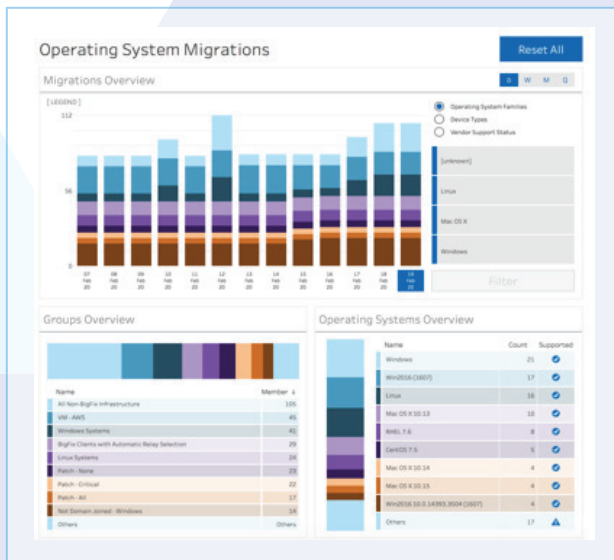 Operating System Migrations
Reset All
Migrations Overview
D W M Q
[ LEGEND ]
112
56
0
07 Feb 20
08 Feb 20
09 Feb 20
10 Feb 20
11 Feb 20
12 Feb 20
13 Feb 20
14 Feb 20
15 Feb 20
16 Feb 20
17 Feb 20
18 Feb 20
19 Feb 20
Operating System Families
Device Types
Vendor Support Status
[unknown]
Linux
Mac OS X
Windows
Filter
Groups Overview
Name Member ↓
All Non-BigFix Infrastructure 105
VM - AWS 45
Windows Systems 41
BigFix Clients with Automatic Relay Selection 29
Linux Systems 24
Patch - None 23
Patch - Critical 22
Patch - All 17
Not Domain Joined - Windows 14
Others Others
Operating Systems Overview
Name Count Supported
Windows 21
Win2016 (1607) 17
Linux 16
Mac OS X 10.13 10
RHEL 7.6 8
CentOS 7.5 5
Mac OS X 10.14 4
Mac OS X 10.15 4
Win2016 10.0.14393.3504 (1607) 4
Others 17